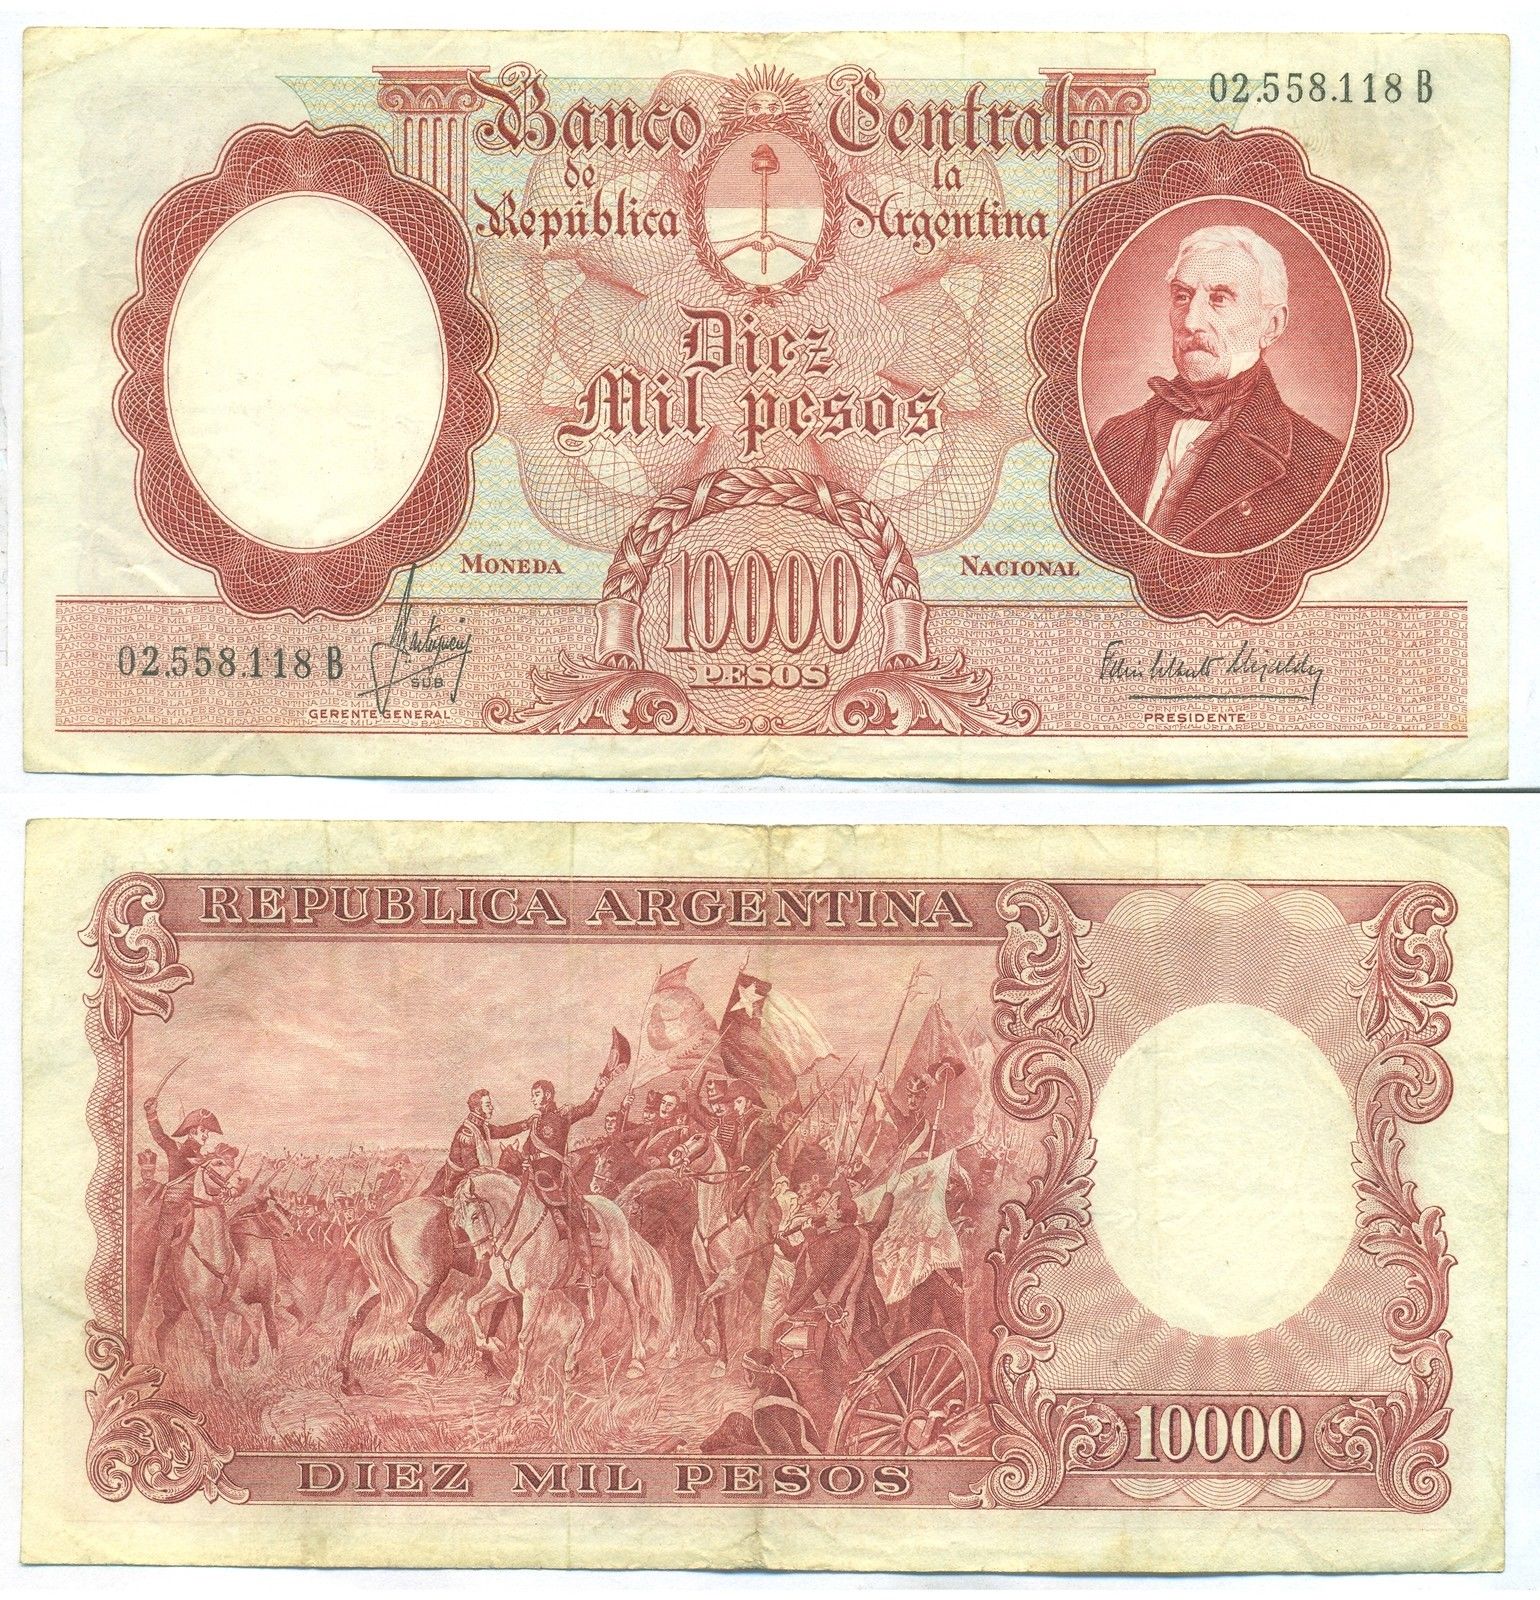 02.558.118 B
Banco Central
de la
República Argentina
Diez
Mil pesos
MONEDA NACIONAL
10000
PESOS
02.558.118 B
SUB
GERENTE GENERAL
PRESIDENTE
REPUBLICA ARGENTINA
10000
DIEZ MIL PESOS